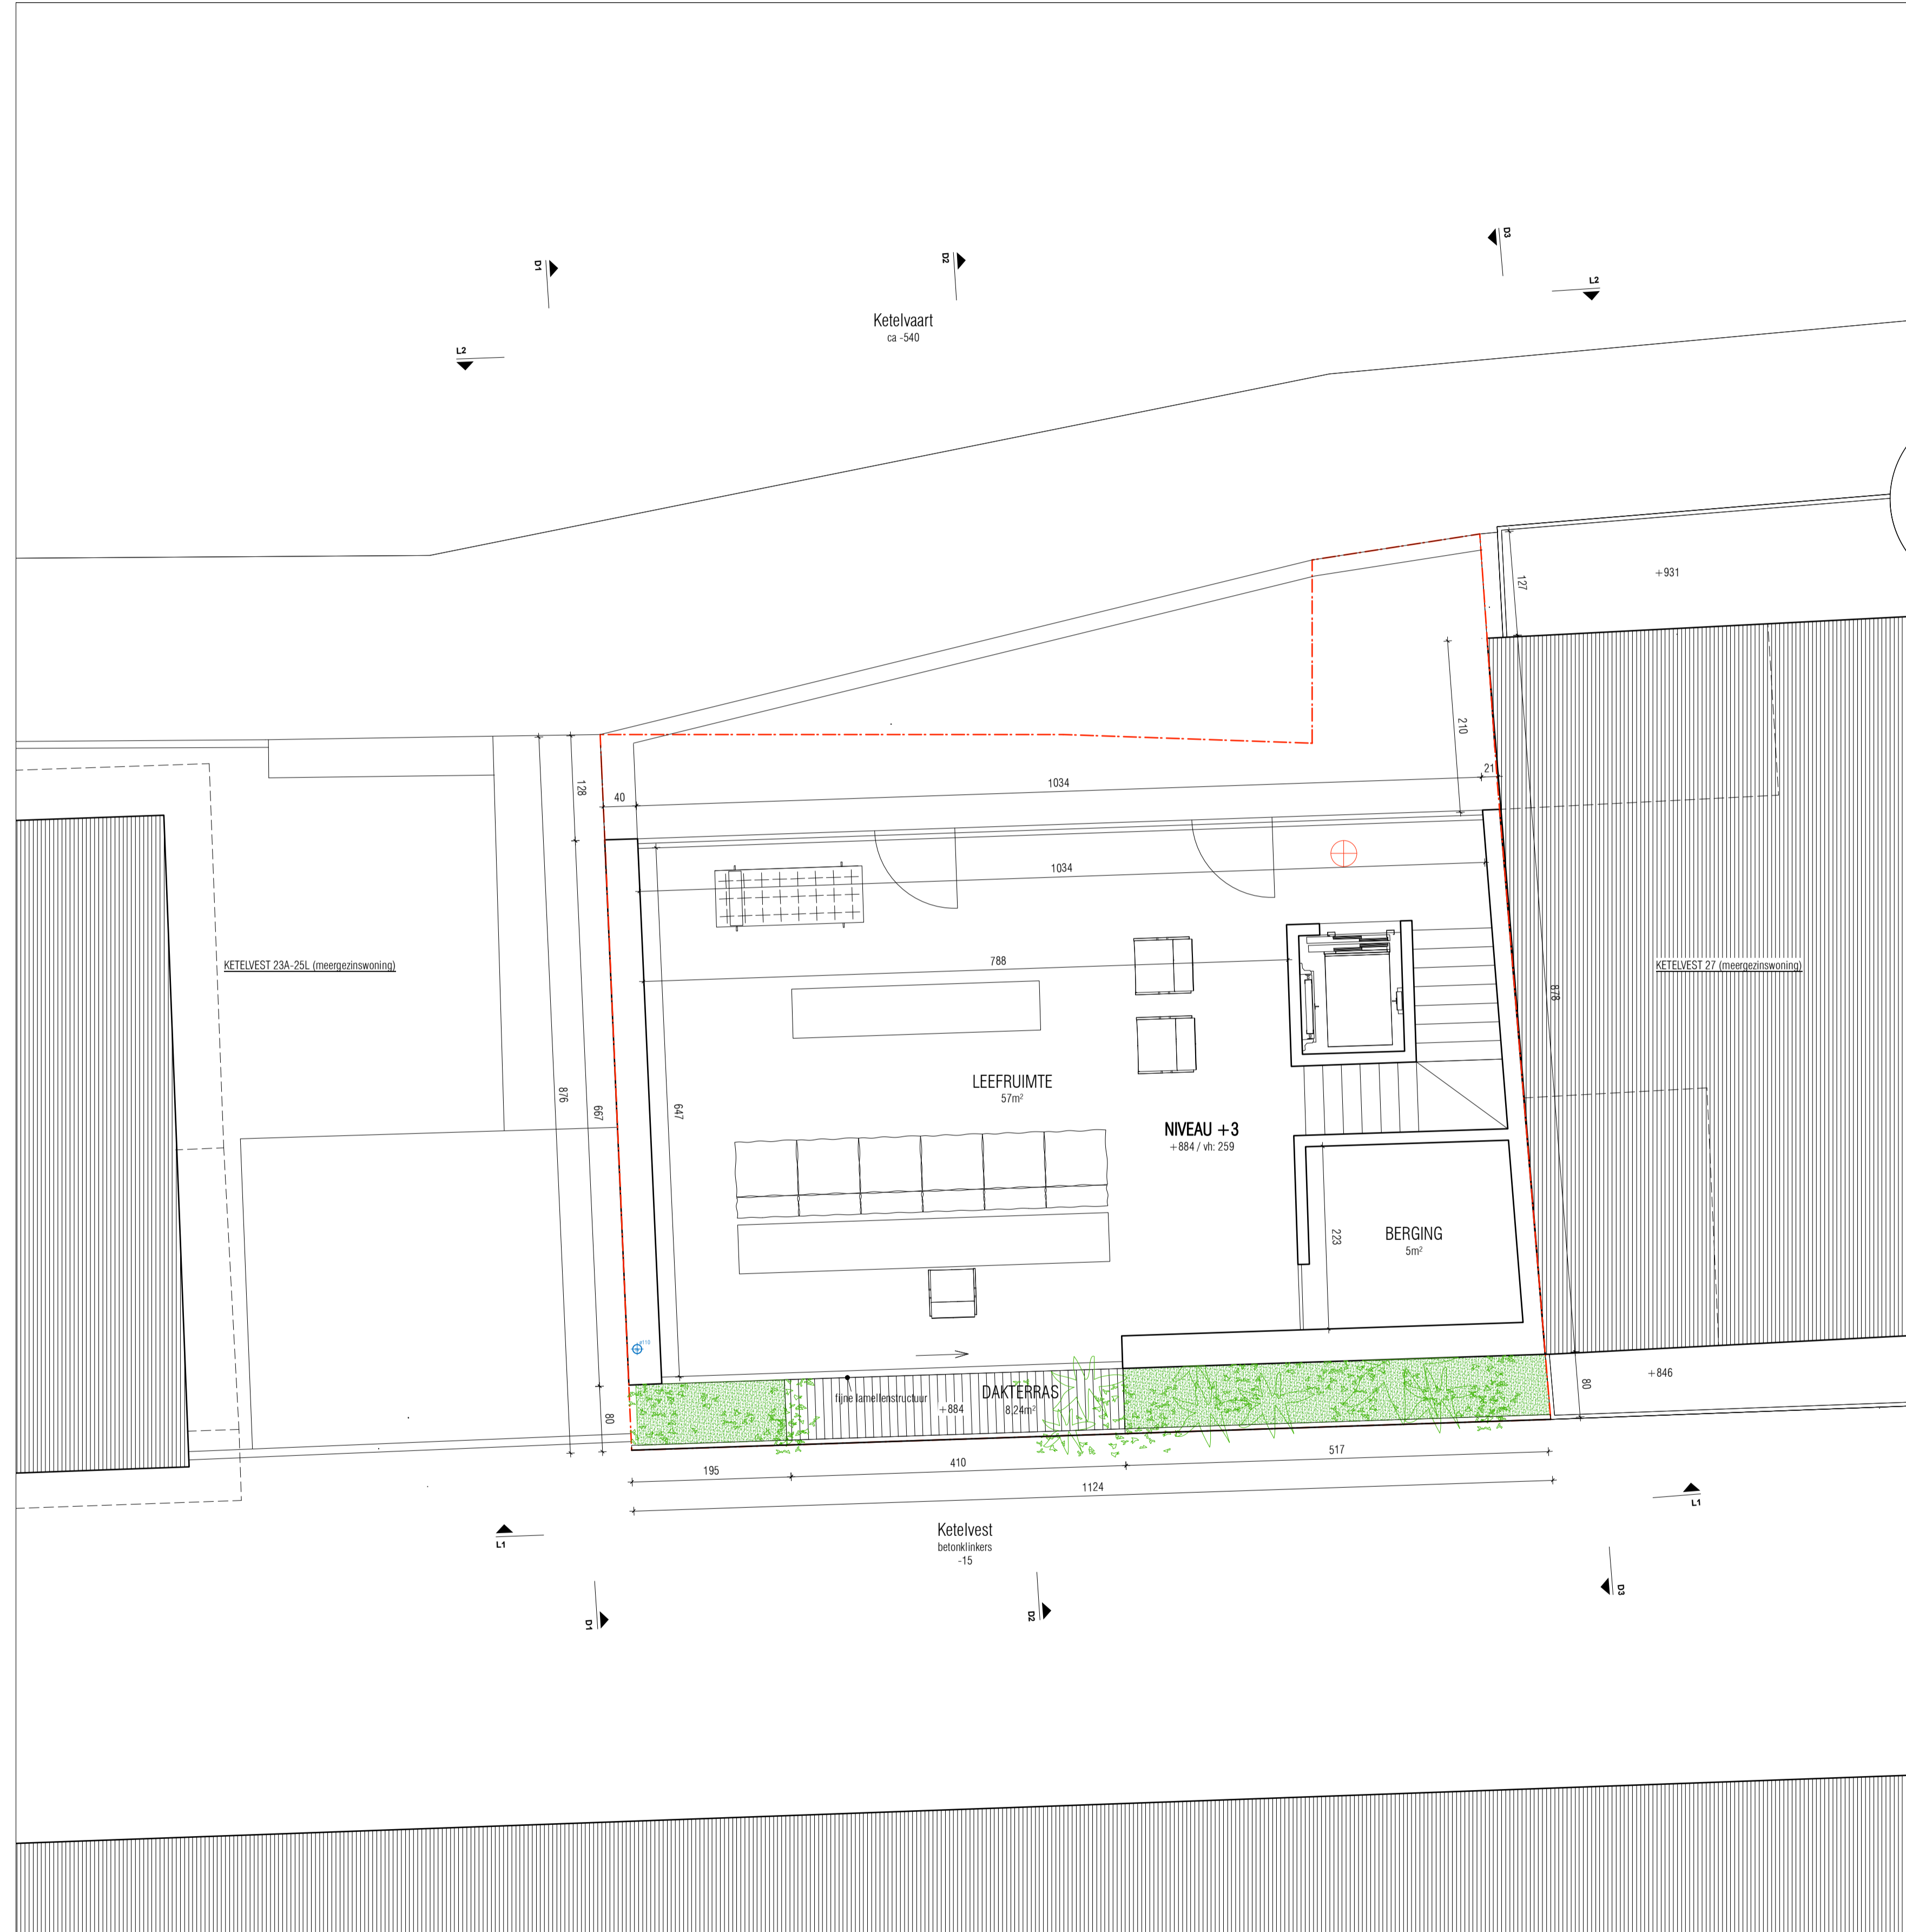 D3
D2
D1
L2
Ketelvaart
ca -540
L2
127
+931
210
128
21
1034
40
1034
788
KETELVEST 23A-25L (meergezinswoning)
KETELVEST 27 (meergezinswoning)
878
LEEFRUIMTE
57m²
876
667
647
NIVEAU +3
+884 / vh: 259
223
BERGING
5m²
ø110
+846
80
fijne lamellenstructuur
DAKTERRAS
+884
8,24m²
80
517
410
195
1124
L1
Ketelvest
betonklinkers
-15
L1
D3
D2
D1